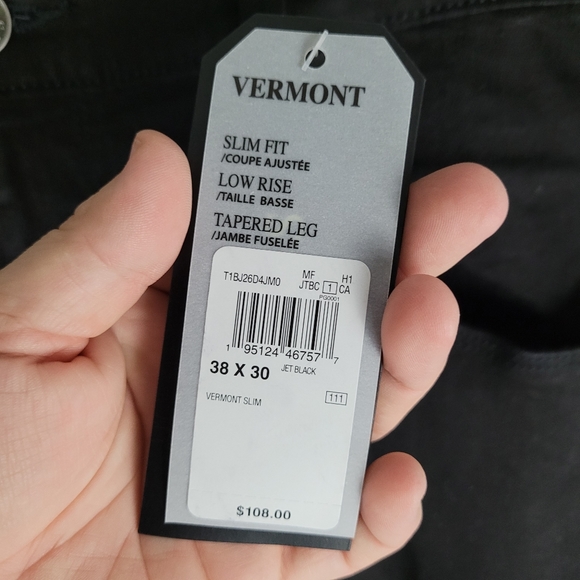 VERMONT
SLIM FIT
/COUPE AJUSTÉE
LOW RISE
/TAILLE BASSE
TAPERED LEG
/JAMBE FUSELÉE
T1BJ26D4JM0 MF H1
JTBC 1 CA
PG0001
1 95124 46757 7
38 X 30 JET BLACK
VERMONT SLIM 111
$108.00